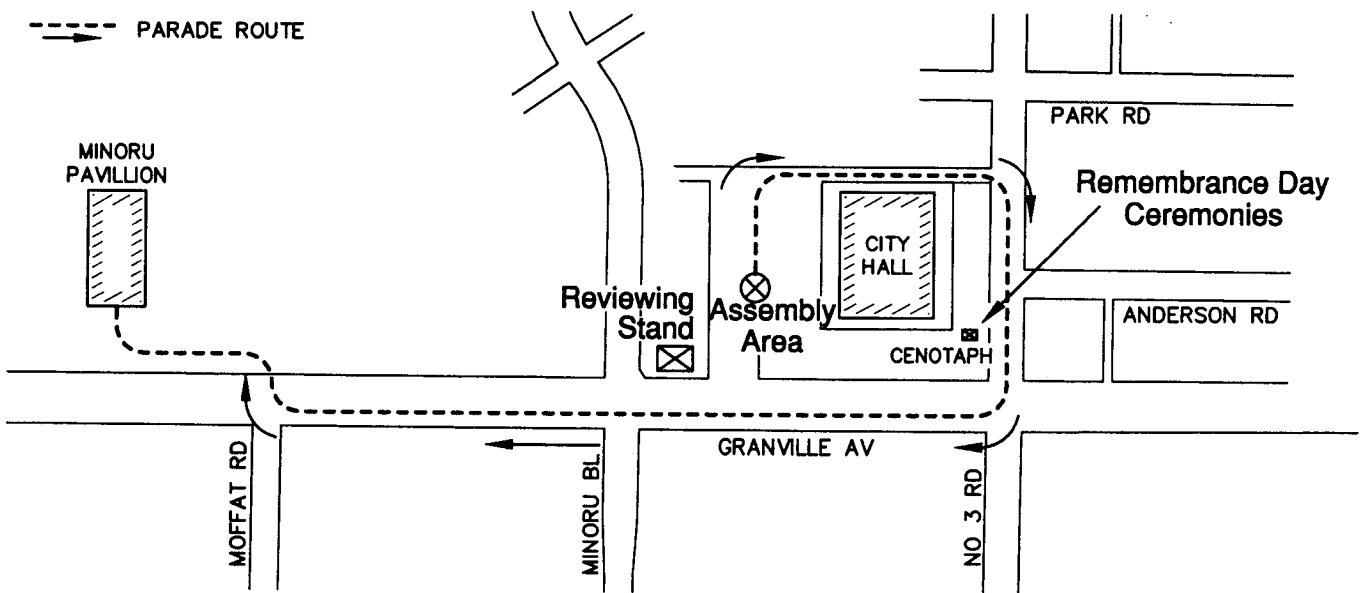 PARADE ROUTE
MINORU
PAVILLION
PARK RD
Remembrance Day
Ceremonies
CITY
HALL
Reviewing
Stand
Assembly
Area
ANDERSON RD
CENOTAPH
GRANVILLE AV
MOFFAT RD
MINORU BL.
NO 3 RD